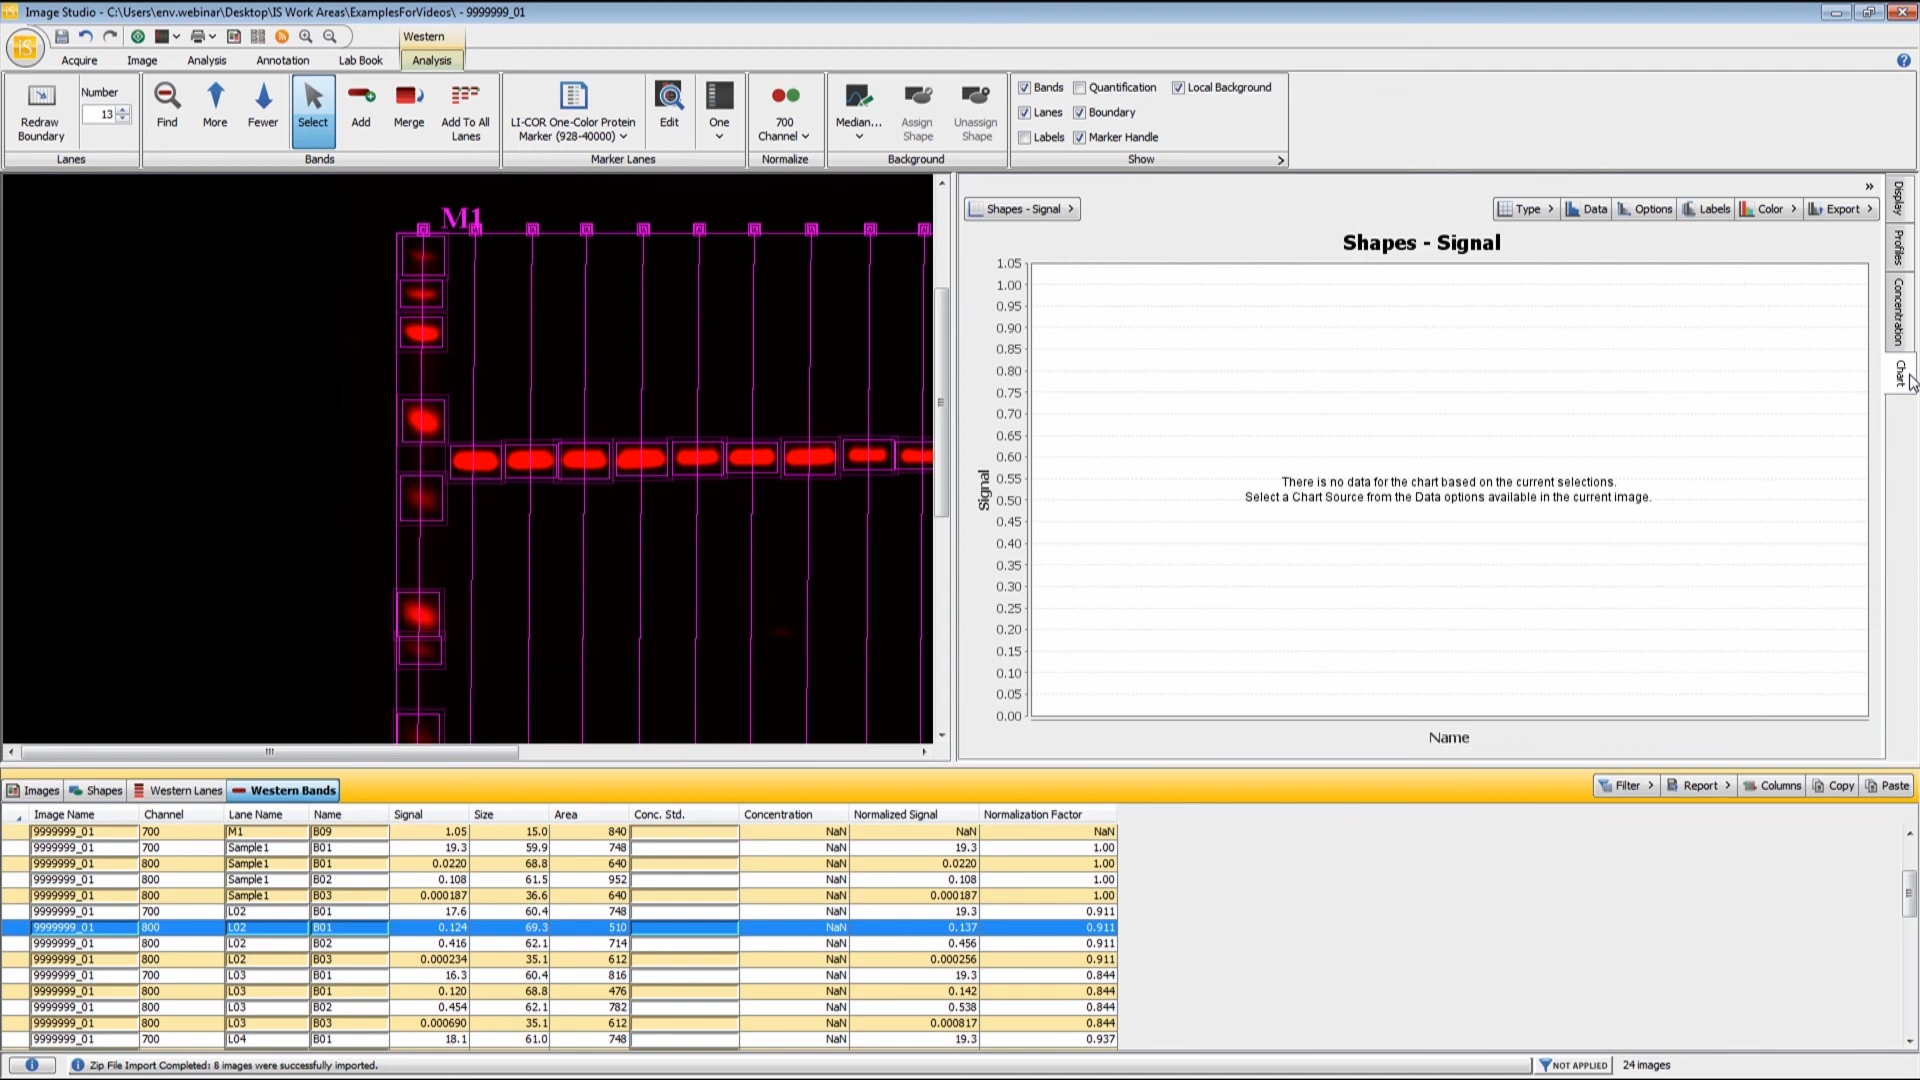 Image Studio - C:\Users\env.webinar\Desktop\IS Work Areas\ExamplesForVideos\ - 9999999_01
iS
Western
Acquire Image Analysis Annotation Lab Book Analysis
Redraw Boundary
Number
13
Lanes
Find More Fewer Select Add Merge Add To All Lanes
Bands
LI-COR One-Color Protein Marker (928-40000)
Edit One
Marker Lanes
700 Channel
Normalize
Median... Assign Shape Unassign Shape
Background
Bands Quantification Local Background
Lanes Boundary
Labels Marker Handle
Show
M1
Shapes - Signal
Type Data Options Labels Color Export
Display
Profiles
Concentration
Chart
Shapes - Signal
1.05
1.00
0.95
0.90
0.85
0.80
0.75
0.70
0.65
0.60
0.55
0.50
0.45
0.40
0.35
0.30
0.25
0.20
0.15
0.10
0.05
0.00
Signal
There is no data for the chart based on the current selections.
Select a Chart Source from the Data options available in the current image.
Name
Images Shapes Western Lanes Western Bands
Filter Report Columns Copy Paste
Image Name Channel Lane Name Name Signal Size Area Conc. Std. Concentration Normalized Signal Normalization Factor
9999999_01 700 M1 B09 1.05 15.0 840 NaN NaN NaN
9999999_01 700 Sample1 B01 19.3 59.9 748 NaN 19.3 1.00
9999999_01 800 Sample1 B01 0.0220 68.8 640 NaN 0.0220 1.00
9999999_01 800 Sample1 B02 0.108 61.5 952 NaN 0.108 1.00
9999999_01 800 Sample1 B03 0.000187 36.6 640 NaN 0.000187 1.00
9999999_01 700 L02 B01 17.6 60.4 748 NaN 19.3 0.911
9999999_01 800 L02 B01 0.124 69.3 510 NaN 0.137 0.911
9999999_01 800 L02 B02 0.416 62.1 714 NaN 0.456 0.911
9999999_01 800 L02 B03 0.000234 35.1 612 NaN 0.000256 0.911
9999999_01 700 L03 B01 16.3 60.4 816 NaN 19.3 0.844
9999999_01 800 L03 B01 0.120 68.8 476 NaN 0.142 0.844
9999999_01 800 L03 B02 0.454 62.1 782 NaN 0.538 0.844
9999999_01 800 L03 B03 0.000690 35.1 612 NaN 0.000817 0.844
9999999_01 700 L04 B01 18.1 61.0 748 NaN 19.3 0.937
Zip File Import Completed: 8 images were successfully imported.
NOT APPLIED 24 images